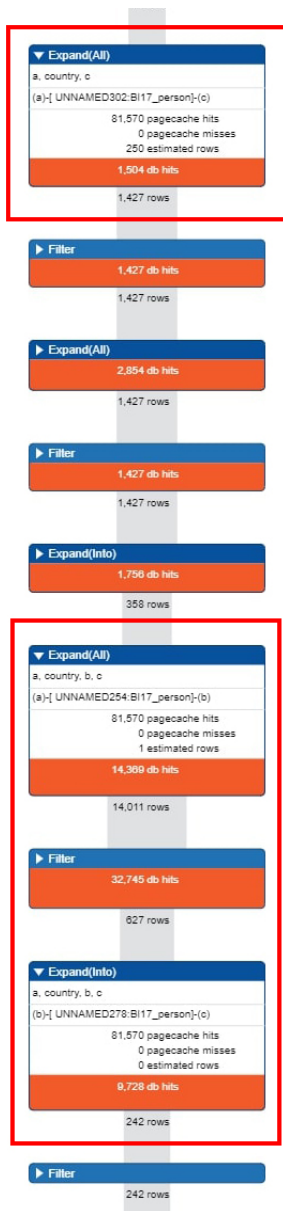 ▼ Expand(All)
a, country, c
(a)-[ UNNAMED302:BI17_person]-(c)
81,570 pagecache hits
0 pagecache misses
250 estimated rows
1,504 db hits
1,427 rows
▶ Filter
1,427 db hits
1,427 rows
▶ Expand(All)
2,854 db hits
1,427 rows
▶ Filter
1,427 db hits
1,427 rows
▶ Expand(Into)
1,756 db hits
358 rows
▼ Expand(All)
a, country, b, c
(a)-[ UNNAMED254:BI17_person]-(b)
81,570 pagecache hits
0 pagecache misses
1 estimated rows
14,369 db hits
14,011 rows
▶ Filter
32,745 db hits
627 rows
▼ Expand(Into)
a, country, b, c
(b)-[ UNNAMED278:BI17_person]-(c)
81,570 pagecache hits
0 pagecache misses
0 estimated rows
9,728 db hits
242 rows
▶ Filter
242 rows